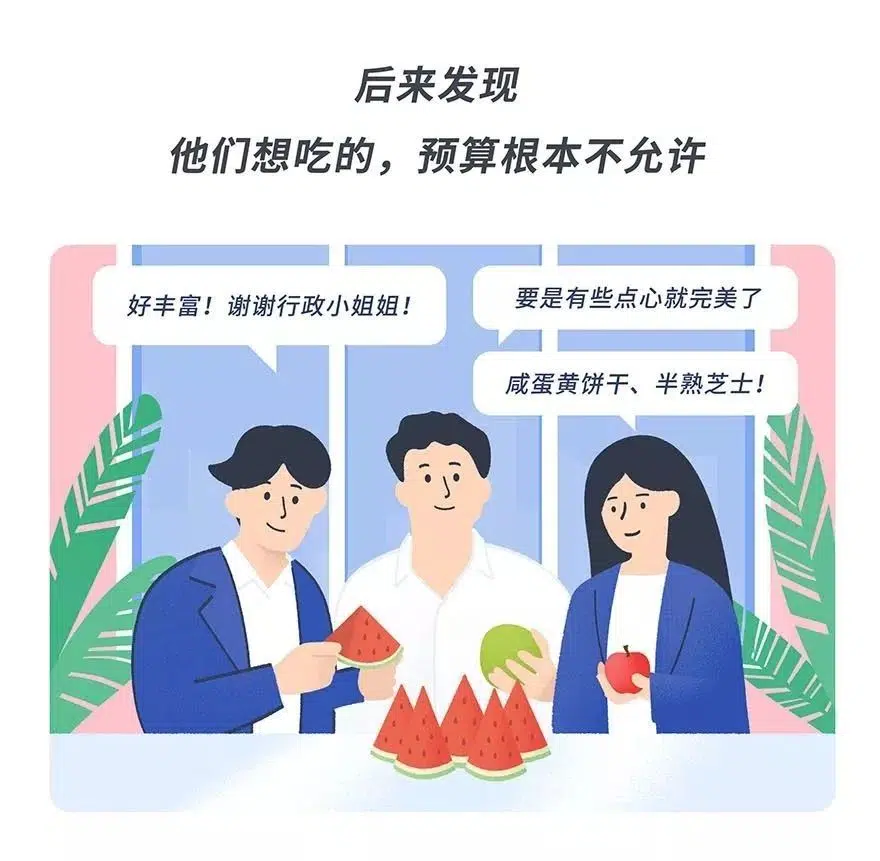 后来发现
他们想吃的，预算根本不允许
好丰富！谢谢行政小姐姐！
要是有些点心就完美了
咸蛋黄饼干、半熟芝士！